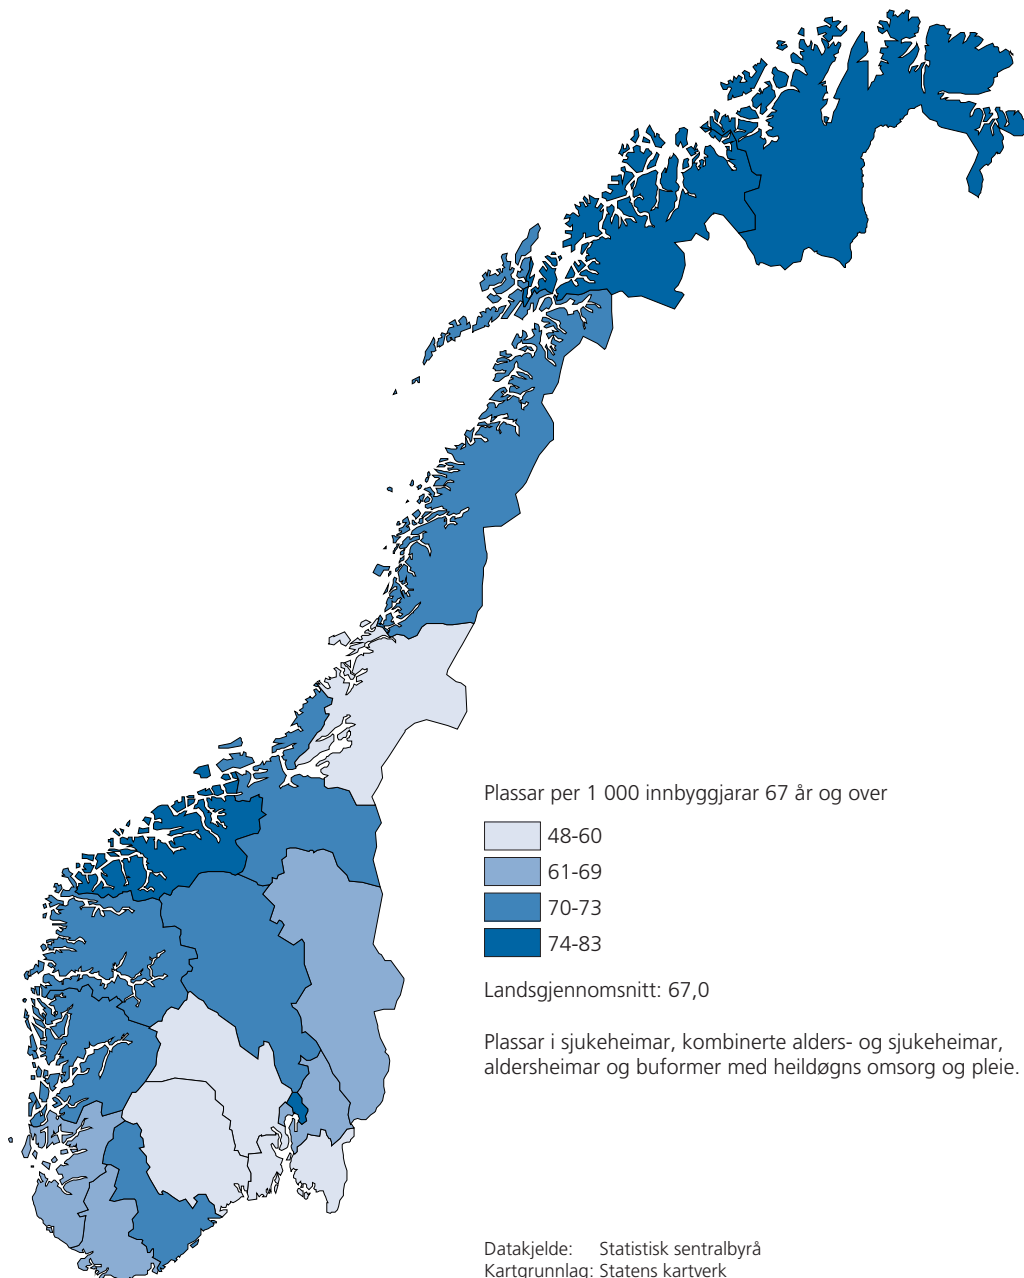 Plassar per 1 000 innbyggjarar 67 år og over
48-60
61-69
70-73
74-83
Landsgjennomsnitt: 67,0
Plassar i sjukeheimar, kombinerte alders- og sjukeheimar,
aldersheimar og buformer med heildøgns omsorg og pleie.
Datakjelde: Statistisk sentralbyrå
Kartgrunnlag: Statens kartverk